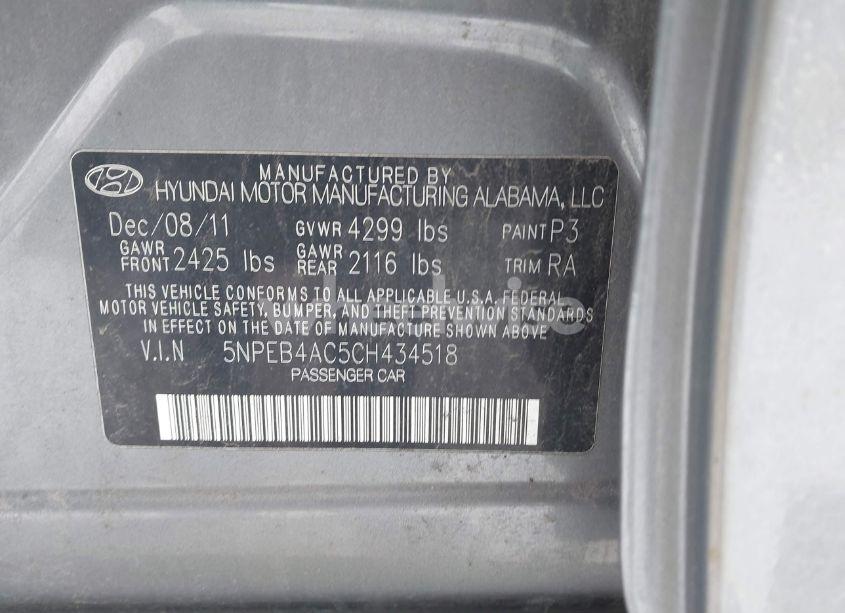 MANUFACTURED BY
HYUNDAI MOTOR MANUFACTURING ALABAMA, LLC
Dec/08/11 GVWR 4299 lbs PAINT P3
GAWR FRONT 2425 lbs GAWR REAR 2116 lbs TRIM RA
THIS VEHICLE CONFORMS TO ALL APPLICABLE U.S.A. FEDERAL
MOTOR VEHICLE SAFETY, BUMPER, AND THEFT PREVENTION STANDARDS
IN EFFECT ON THE DATE OF MANUFACTURE SHOWN ABOVE
V.I.N 5NPEB4AC5CH434518
PASSENGER CAR